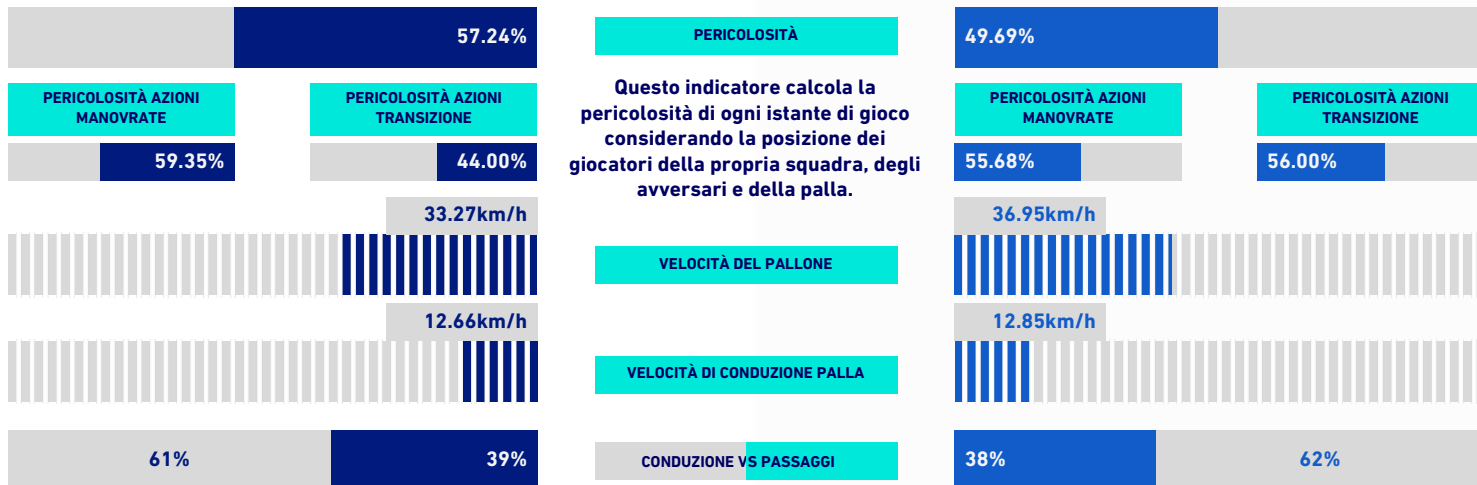 57.24%
PERICOLOSITÀ
49.69%
PERICOLOSITÀ AZIONI
MANOVRATE
PERICOLOSITÀ AZIONI
TRANSIZIONE
59.35%
44.00%
Questo indicatore calcola la
pericolosità di ogni istante di gioco
considerando la posizione dei
giocatori della propria squadra, degli
avversari e della palla.
PERICOLOSITÀ AZIONI
MANOVRATE
PERICOLOSITÀ AZIONI
TRANSIZIONE
55.68%
56.00%
33.27km/h
VELOCITÀ DEL PALLONE
36.95km/h
12.66km/h
VELOCITÀ DI CONDUZIONE PALLA
12.85km/h
61%
39%
CONDUZIONE VS PASSAGGI
38%
62%